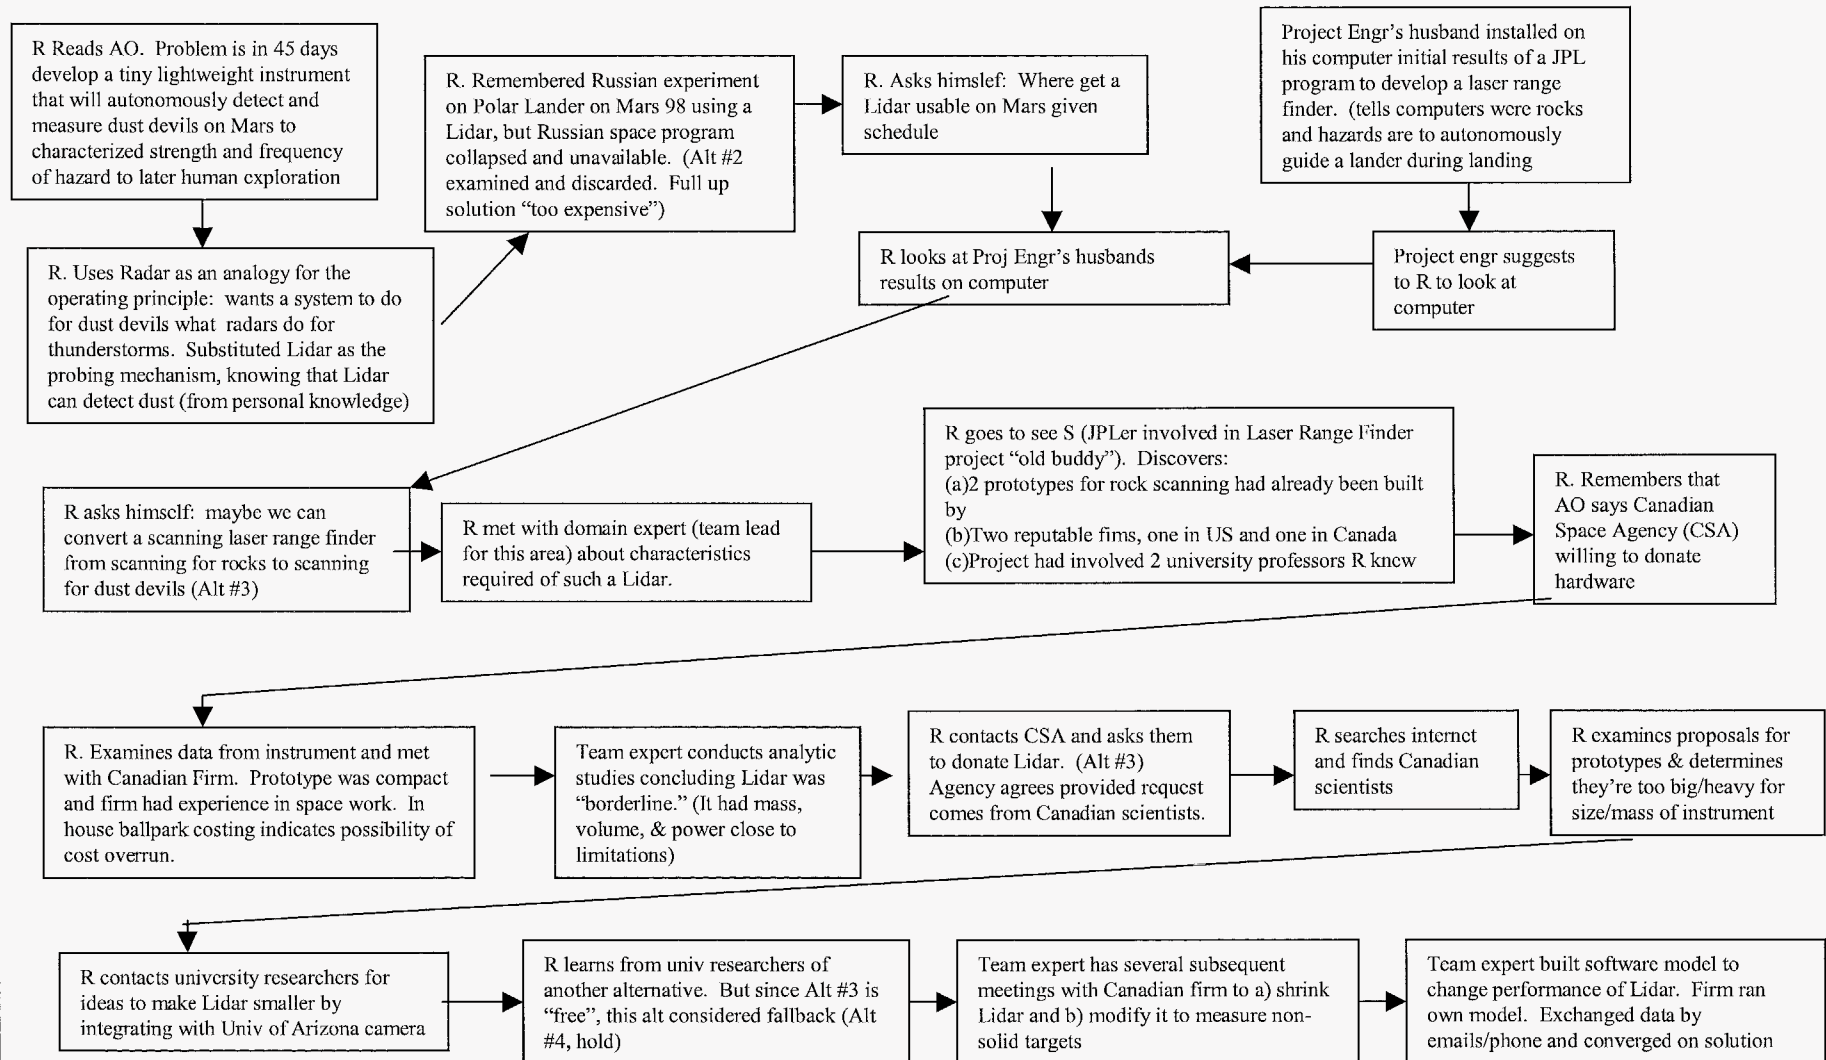 R Reads AO. Problem is in 45 days
develop a tiny lightweight instrument
that will autonomously detect and
measure dust devils on Mars to
characterized strength and frequency
of hazard to later human exploration
R. Uses Radar as an analogy for the
operating principle: wants a system to do
for dust devils what radars do for
thunderstorms. Substituted Lidar as the
probing mechanism, knowing that Lidar
can detect dust (from personal knowledge)
R. Remembered Russian experiment
on Polar Lander on Mars 98 using a
Lidar, but Russian space program
collapsed and unavailable. (Alt #2
examined and discarded. Full up
solution “too expensive”)
R. Asks himslef: Where get a
Lidar usable on Mars given
schedule
Project Engr's husband installed on
his computer initial results of a JPL
program to develop a laser range
finder. (tells computers were rocks
and hazards are to autonomously
guide a lander during landing
Project engr suggests
to R to look at
computer
R looks at Proj Engr's husbands
results on computer
R asks himself: maybe we can
convert a scanning laser range finder
from scanning for rocks to scanning
for dust devils (Alt #3)
R met with domain expert (team lead
for this area) about characteristics
required of such a Lidar.
R goes to see S (JPLer involved in Laser Range Finder
project “old buddy”). Discovers:
(a)2 prototypes for rock scanning had already been built
by
(b)Two reputable fims, one in US and one in Canada
(c)Project had involved 2 university professors R knew
R. Remembers that
AO says Canadian
Space Agency (CSA)
willing to donate
hardware
R. Examines data from instrument and met
with Canadian Firm. Prototype was compact
and firm had experience in space work. In
house ballpark costing indicates possibility of
cost overrun.
Team expert conducts analytic
studies concluding Lidar was
“borderline.” (It had mass,
volume, & power close to
limitations)
R contacts CSA and asks them
to donate Lidar. (Alt #3)
Agency agrees provided request
comes from Canadian scientists.
R searches internet
and finds Canadian
scientists
R examines proposals for
prototypes & determines
they're too big/heavy for
size/mass of instrument
R contacts university researchers for
ideas to make Lidar smaller by
integrating with Univ of Arizona camera
R learns from univ researchers of
another alternative. But since Alt #3 is
“free”, this alt considered fallback (Alt
#4, hold)
Team expert has several subsequent
meetings with Canadian firm to a) shrink
Lidar and b) modify it to measure non-
solid targets
Team expert built software model to
change performance of Lidar. Firm ran
own model. Exchanged data by
emails/phone and converged on solution